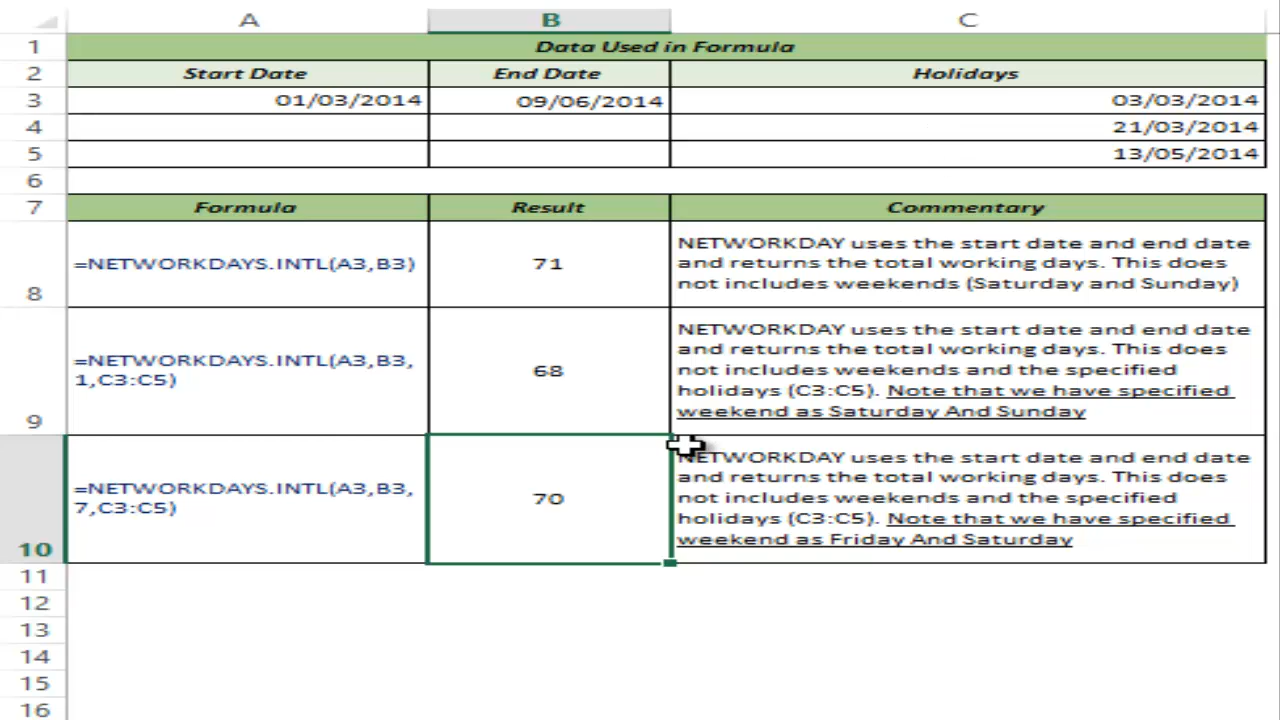 A B C
1 Data Used in Formula
2 Start Date End Date Holidays
3 01/03/2014 09/06/2014 03/03/2014
4 21/03/2014
5 13/05/2014
6
7 Formula Result Commentary
NETWORKDAY uses the start date and end date
=NETWORKDAYS.INTL(A3,B3) 71 and returns the total working days. This does
8 not includes weekends (Saturday and Sunday)
NETWORKDAY uses the start date and end date
and returns the total working days. This does
=NETWORKDAYS.INTL(A3,B3,
1,C3:C5) 68 not includes weekends and the specified
holidays (C3:C5). Note that we have specified
9 weekend as Saturday And Sunday
NETWORKDAY uses the start date and end date
and returns the total working days. This does
=NETWORKDAYS.INTL(A3,B3,
7,C3:C5) 70 not includes weekends and the specified
holidays (C3:C5). Note that we have specified
10 weekend as Friday And Saturday
11
12
13
14
15
16